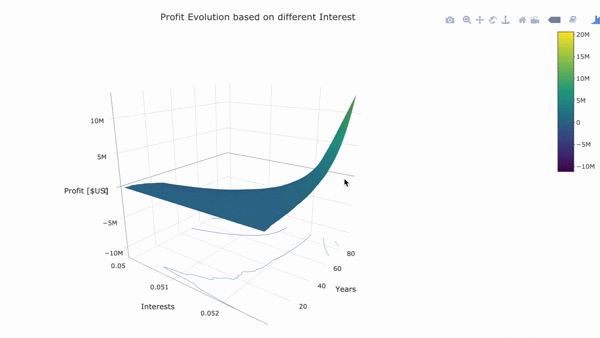 Profit Evolution based on different Interest
20M
15M
10M
5M
0
−5M
−10M
10M
5M
Profit [$US]
−5M
−10M
0.05
0.051
0.052
Interests
80
60
40
20
Years